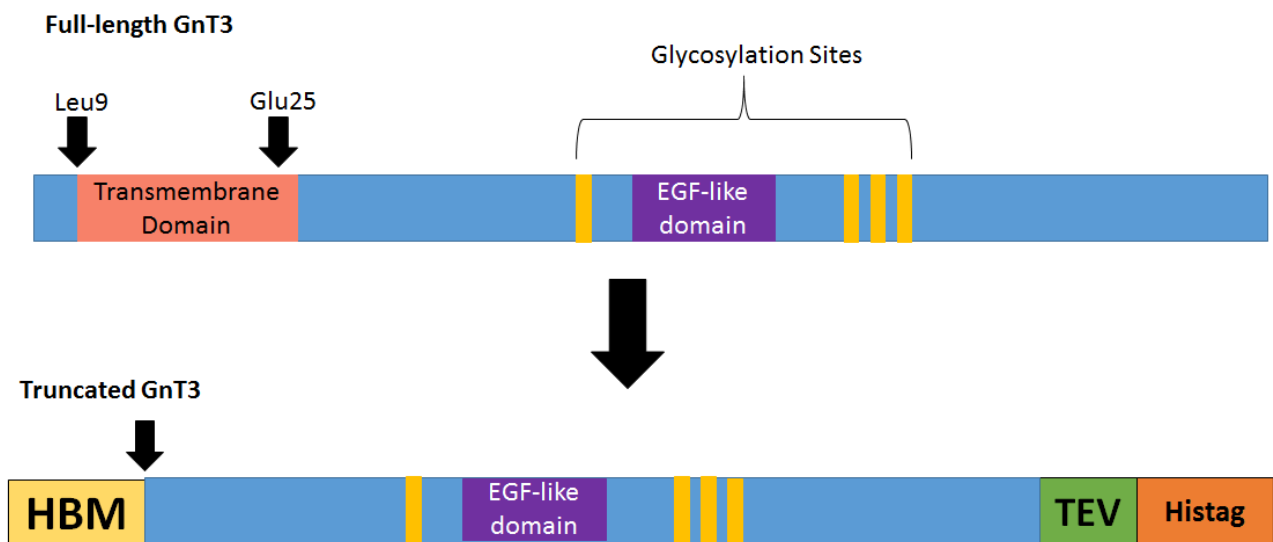 Full-length GnT3
Glycosylation Sites
Leu9
Glu25
Transmembrane
Domain
EGF-like
domain
Truncated GnT3
HBM
EGF-like
domain
TEV
Histag